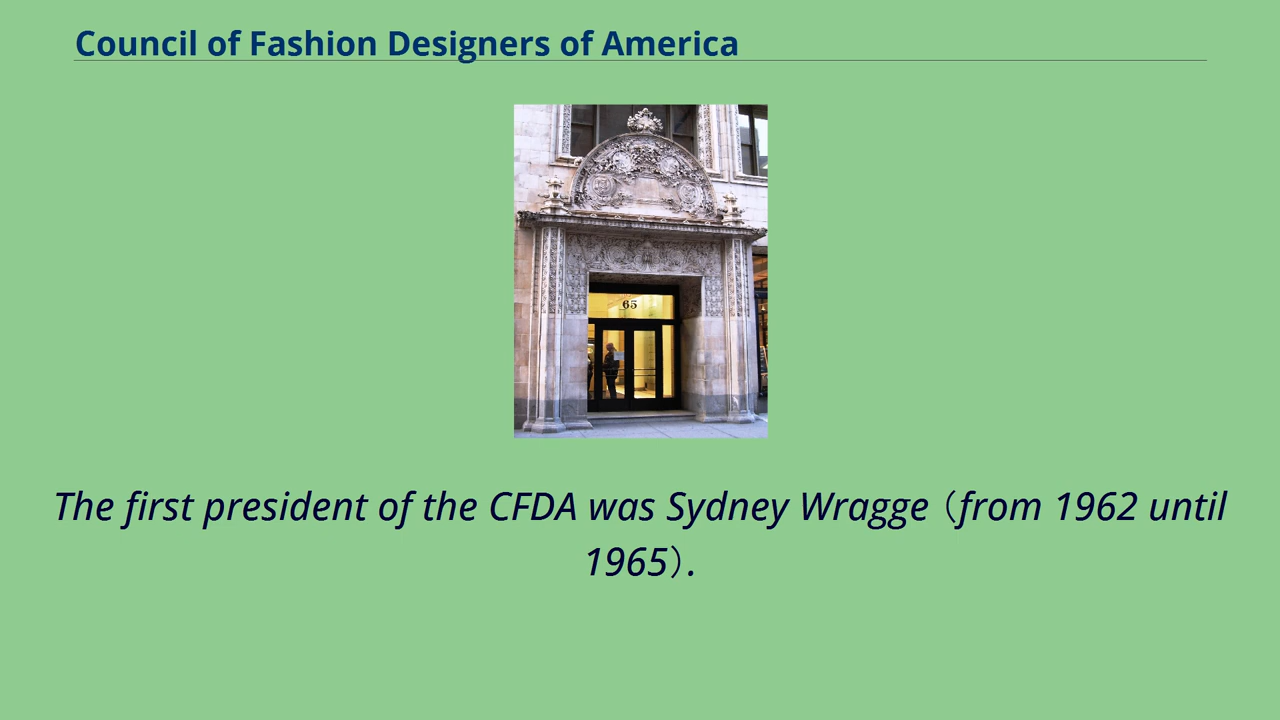 Council of Fashion Designers of America
65
The first president of the CFDA was Sydney Wragge（from 1962 until
1965）.